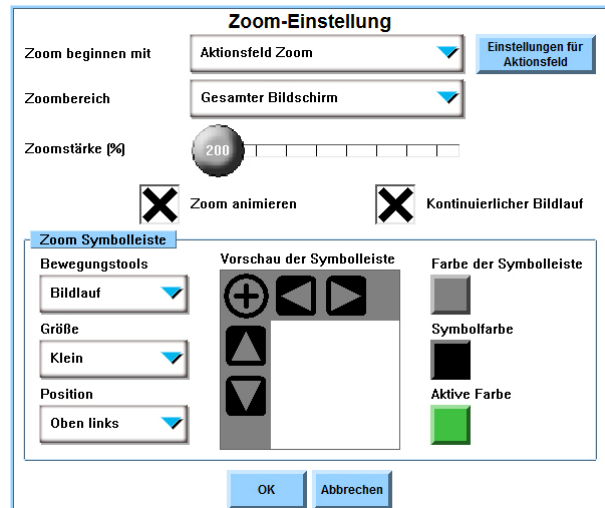 Zoom-Einstellung
Zoom beginnen mit
Aktionsfeld Zoom
Einstellungen für
Aktionsfeld
Zoombereich
Gesamter Bildschirm
Zoomstärke (%)
200
Zoom animieren
Kontinuierlicher Bildlauf
Zoom Symbolleiste
Bewegungstools
Vorschau der Symbolleiste
Farbe der Symbolleiste
Bildlauf
Größe
Symbolfarbe
Klein
Position
Aktive Farbe
Oben links
OK
Abbrechen